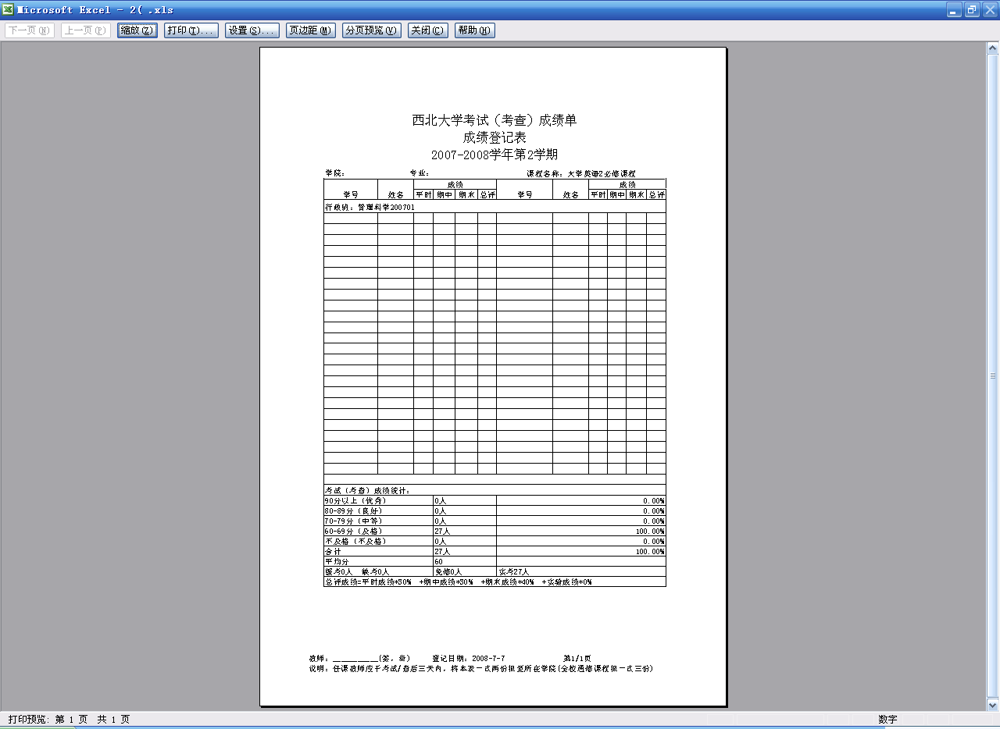 Microsoft Excel - 2( .xls
下一页(N) 上一页(P) 缩放(Z) 打印(T)... 设置(S)... 页边距(M) 分页预览(V) 关闭(C) 帮助(H)
西北大学考试（考查）成绩单
成绩登记表
2007-2008学年第2学期
学院： 专业： 课程名称：大学英语2必修课程
学号 姓名 成绩 学号 姓名 成绩
平时 期中 期末 总评 平时 期中 期末 总评
行政班：管理科学200701
考试（考查）成绩统计：
90分以上（优秀） 0人 0.00%
80-89分（良好） 0人 0.00%
70-79分（中等） 0人 0.00%
60-69分（及格） 27人 100.00%
不及格（不及格） 0人 0.00%
合计 27人 100.00%
平均分 60
缓考0人 缺考0人 免修0人 实考27人
总评成绩=平时成绩*30% +期中成绩*30% +期末成绩*40% +实验成绩*0%
教师：___________(签，章) 登记日期：2008-7-7 第1/1页
说明：任课教师应于考试/查后三天内，将本表一式两份报至所在学院(全校通修课程报一式三份)
打印预览: 第 1 页 共 1 页 数字